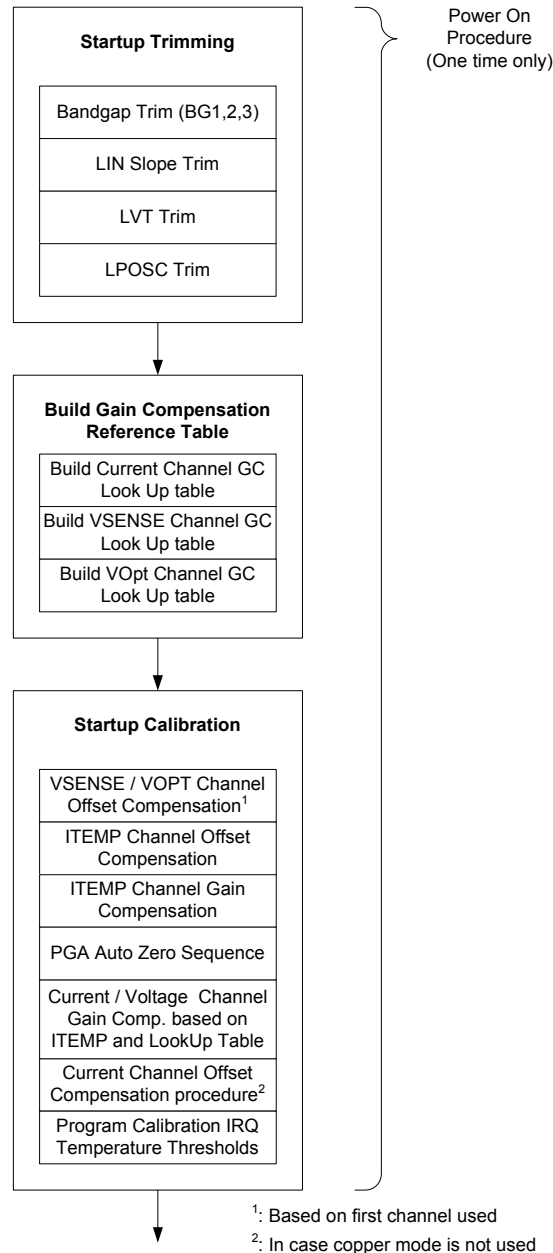 Startup Trimming
Bandgap Trim (BG1,2,3)
LIN Slope Trim
LVT Trim
LPOSC Trim
Power On
Procedure
(One time only)
Build Gain Compensation
Reference Table
Build Current Channel GC
Look Up table
Build VSENSE Channel GC
Look Up table
Build VOpt Channel GC
Look Up table
Startup Calibration
VSENSE / VOPT Channel
Offset Compensation¹
ITEMP Channel Offset
Compensation
ITEMP Channel Gain
Compensation
PGA Auto Zero Sequence
Current / Voltage Channel
Gain Comp. based on
ITEMP and LookUp Table
Current Channel Offset
Compensation procedure²
Program Calibration IRQ
Temperature Thresholds
¹: Based on first channel used
²: In case copper mode is not used